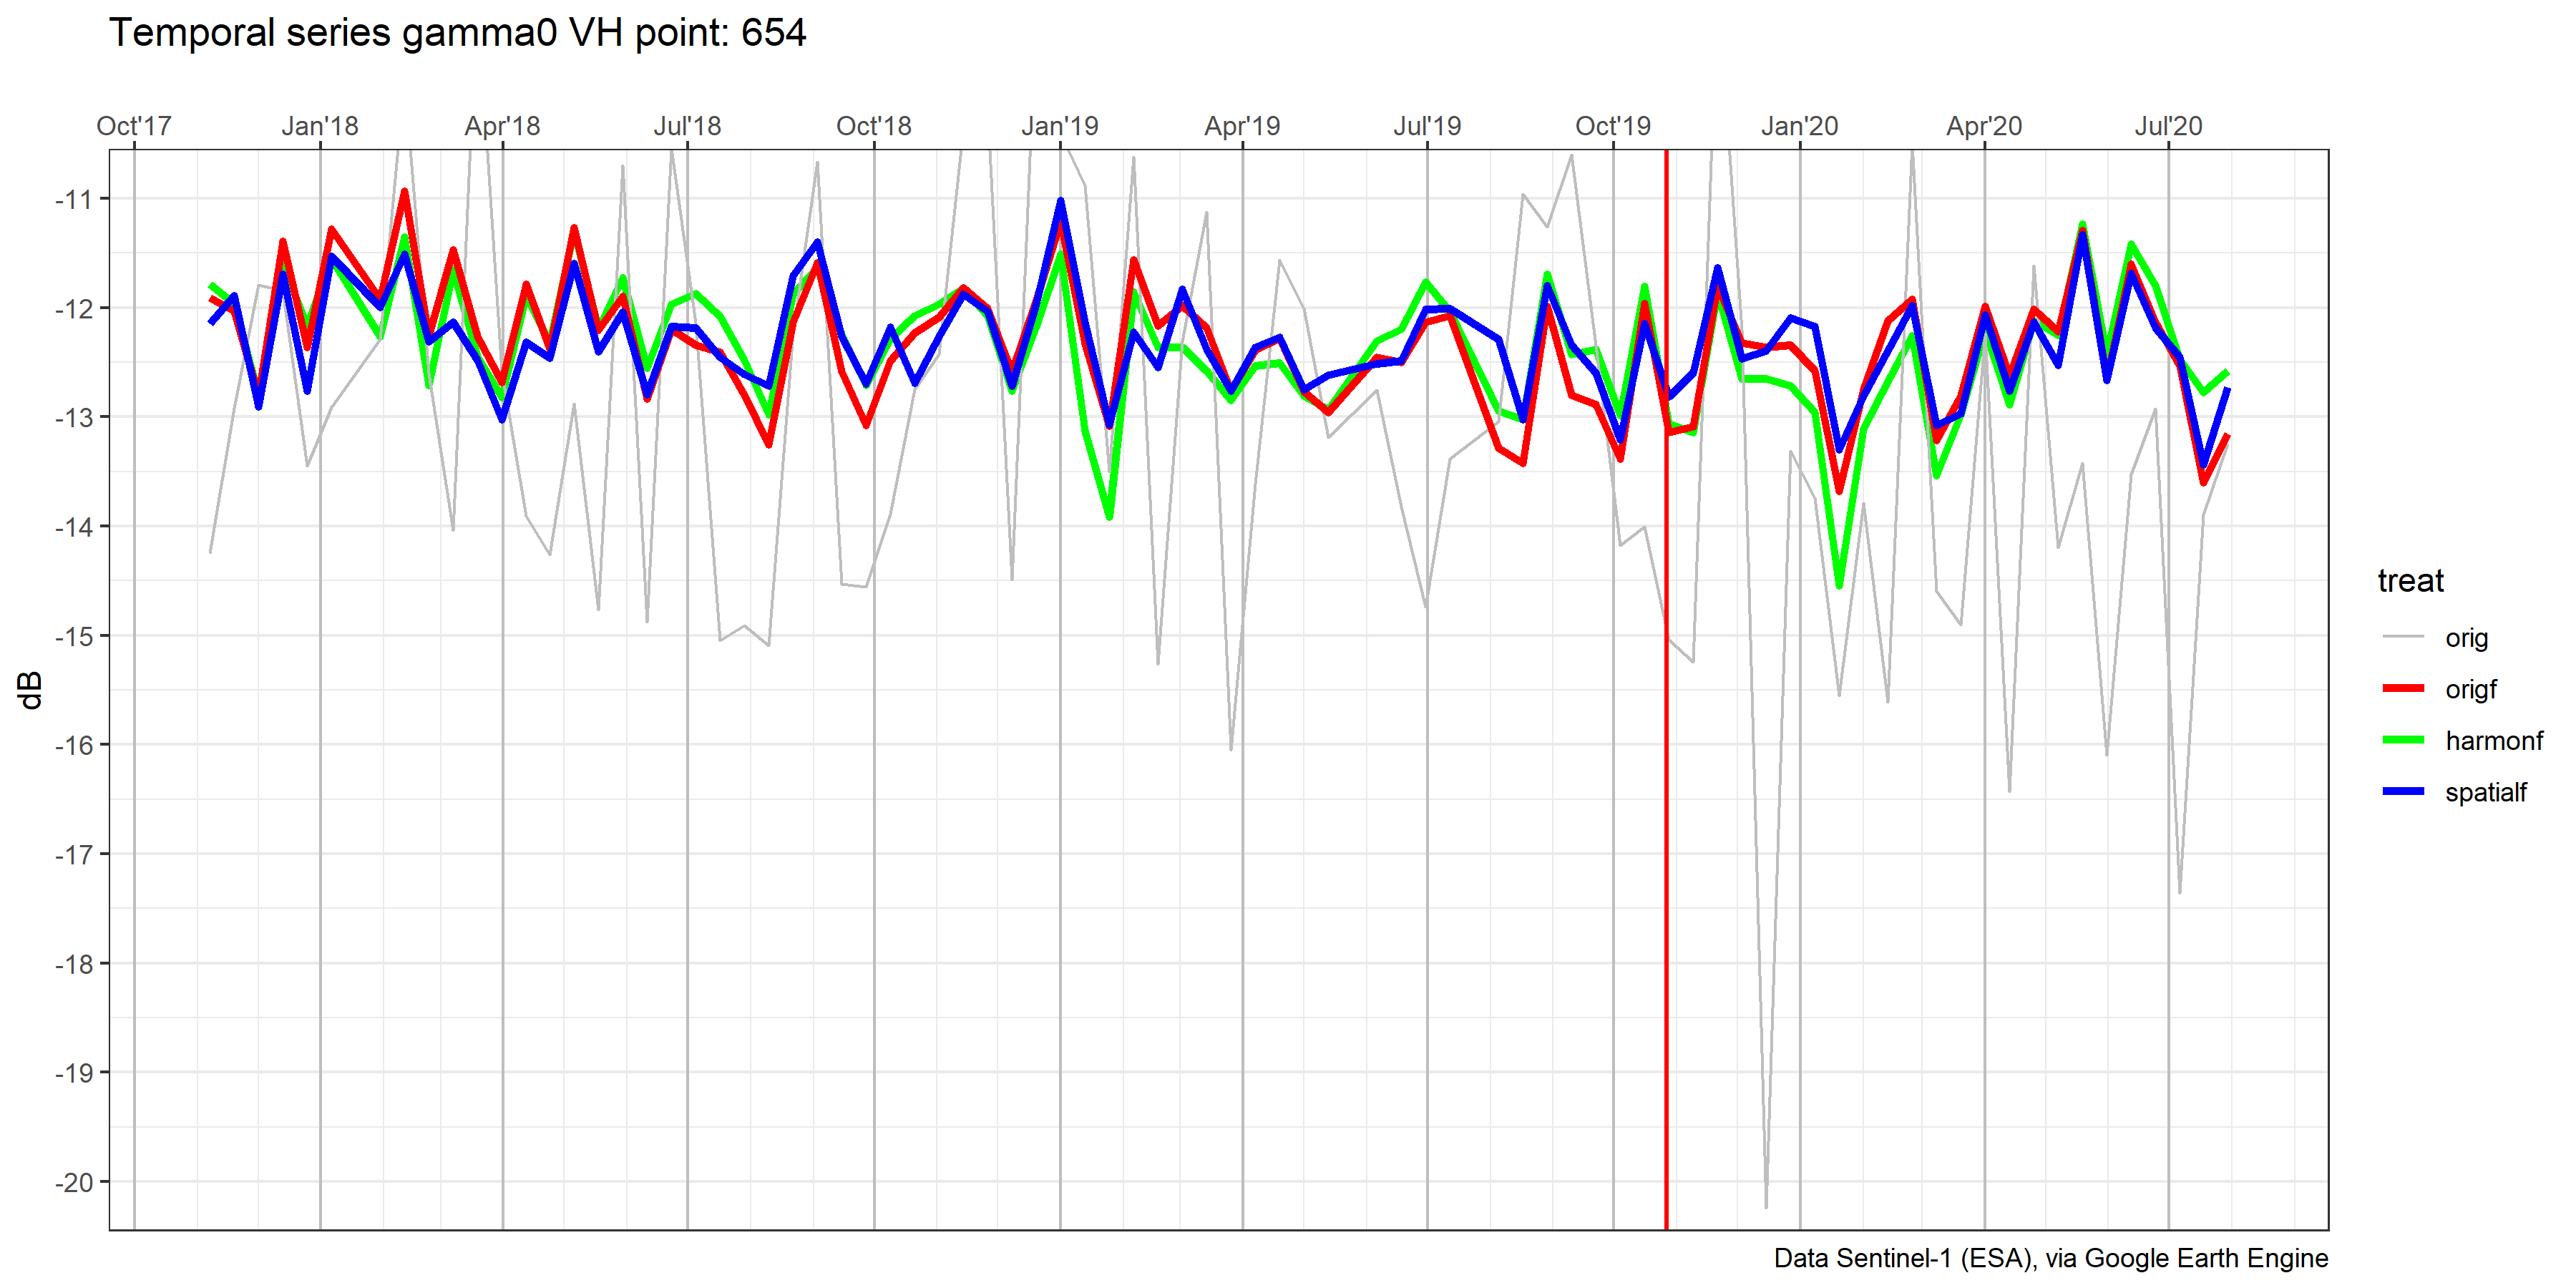 Temporal series gamma0 VH point: 654
Oct'17 Jan'18 Apr'18 Jul'18 Oct'18 Jan'19 Apr'19 Jul'19 Oct'19 Jan'20 Apr'20 Jul'20
-11
-12
-13
-14
-15
-16
-17
-18
-19
-20
dB
treat
orig
origf
harmonf
spatialf
Data Sentinel-1 (ESA), via Google Earth Engine